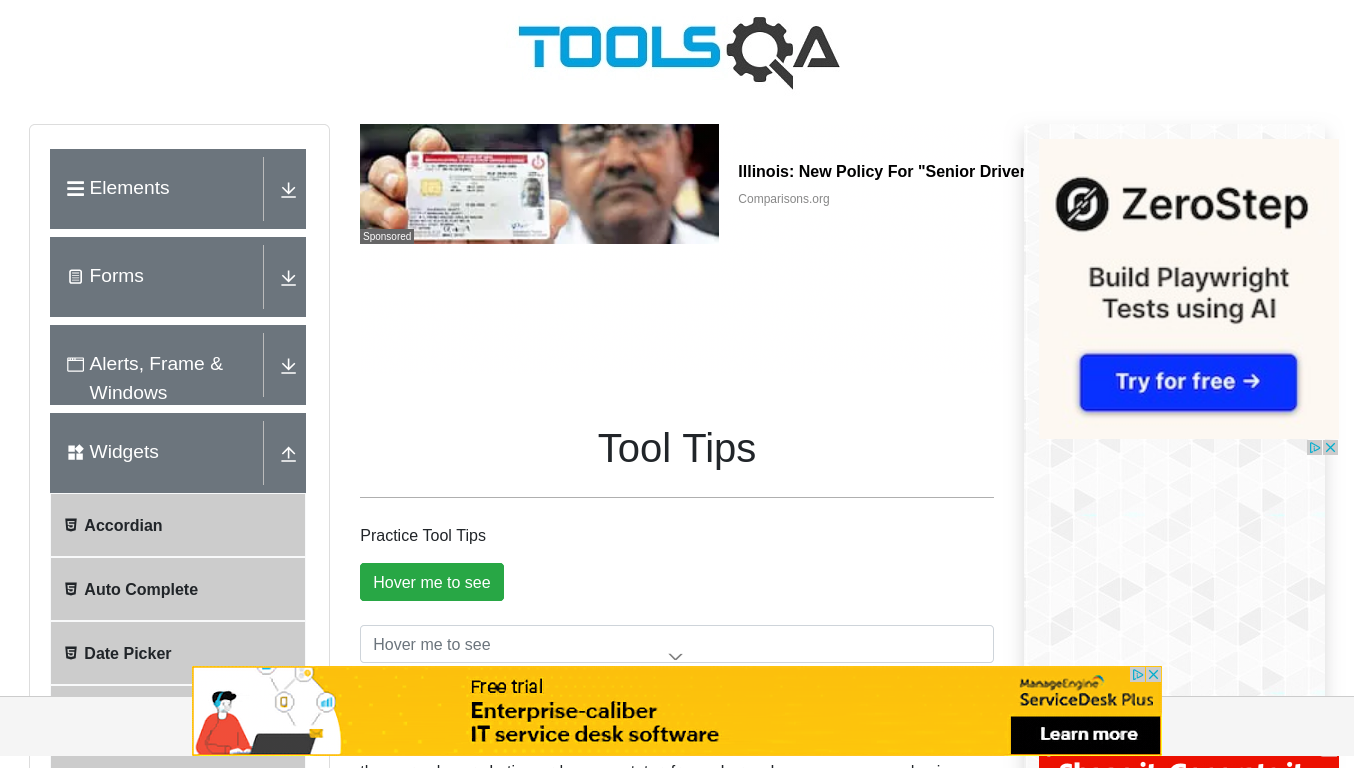 TOOLSQA
Elements
Forms
Alerts, Frame &
Windows
Widgets
Accordian
Auto Complete
Date Picker
Sponsored
Illinois: New Policy For "Senior Driver
Comparisons.org
Tool Tips
Practice Tool Tips
Hover me to see
Hover me to see
ZeroStep
Build Playwright
Tests using AI
Try for free →
Free trial
Enterprise-caliber
IT service desk software
ManageEngine
ServiceDesk Plus
Learn more